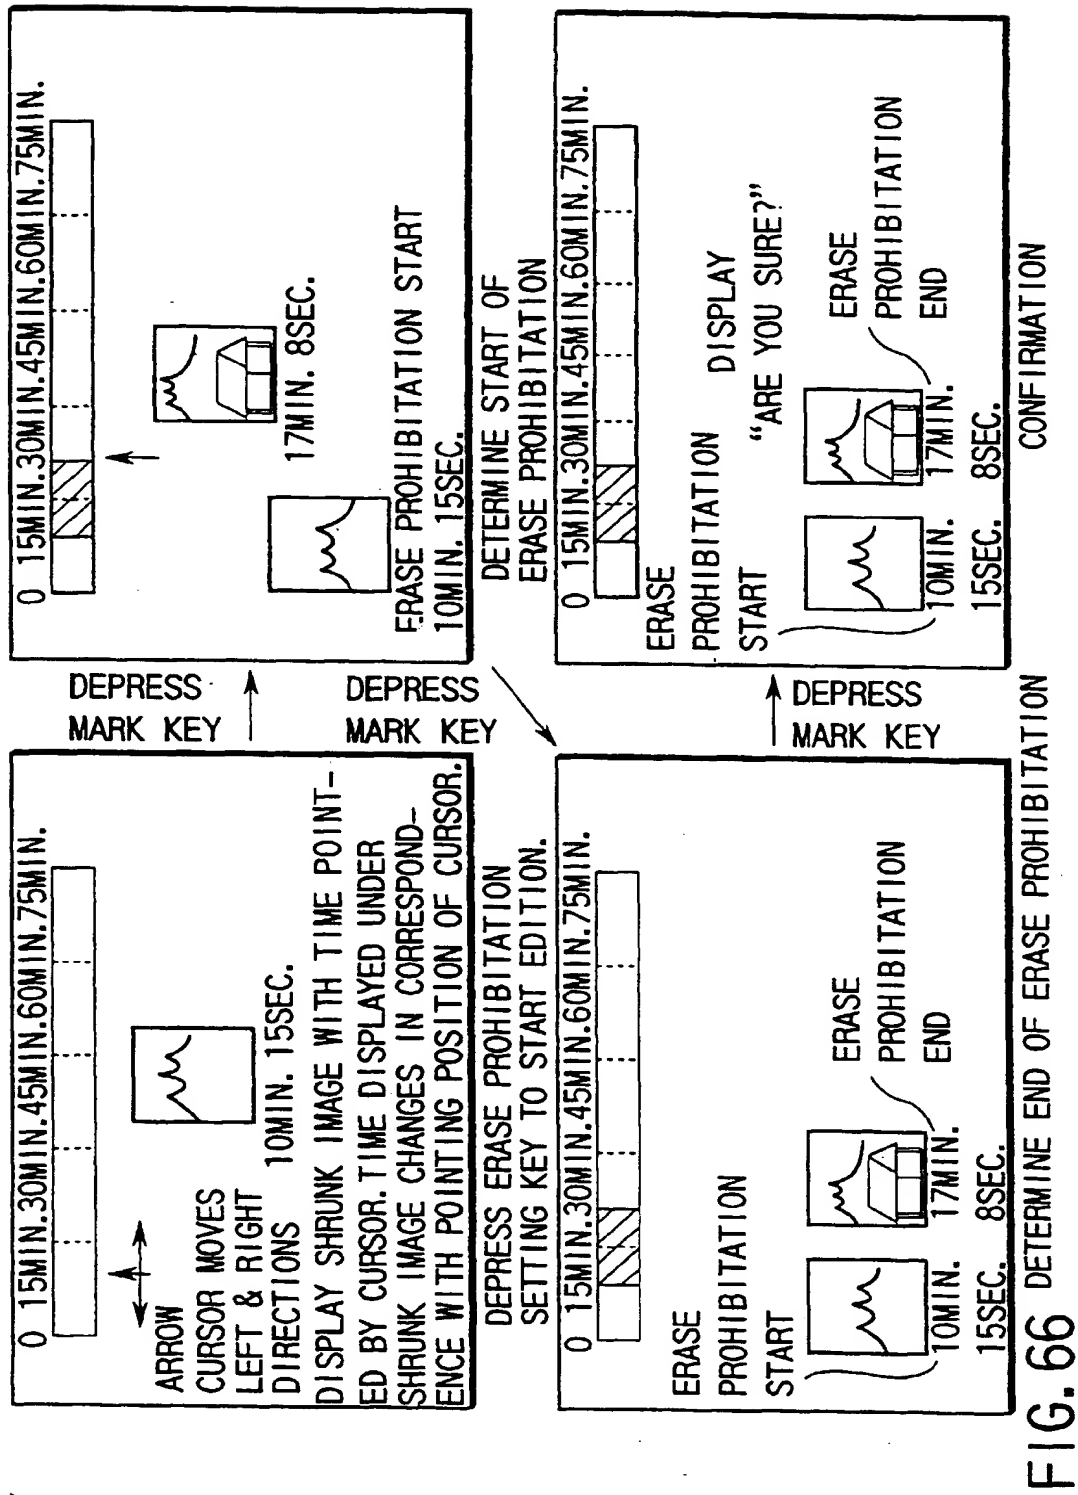 0 15MIN.30MIN.45MIN.60MIN.75MIN.
ARROW
CURSOR MOVES
LEFT & RIGHT
DIRECTIONS
10MIN. 15SEC.
DISPLAY SHRUNK IMAGE WITH TIME POINT-
ED BY CURSOR.TIME DISPLAYED UNDER
SHRUNK IMAGE CHANGES IN CORRESPOND-
ENCE WITH POINTING POSITION OF CURSOR.
DEPRESS ERASE PROHIBITATION
SETTING KEY TO START EDITION.
DEPRESS
MARK KEY
0 15MIN.30MIN.45MIN.60MIN.75MIN.
17MIN. 8SEC.
ERASE PROHIBITATION START
10MIN. 15SEC.
DETERMINE START OF
ERASE PROHIBITATION
DEPRESS
MARK KEY
0 15MIN.30MIN.45MIN.60MIN.75MIN.
ERASE
PROHIBITATION
START
10MIN.
15SEC.
17MIN.
8SEC.
ERASE
PROHIBITATION
END
DETERMINE END OF ERASE PROHIBITATION
DEPRESS
MARK KEY
0 15MIN.30MIN.45MIN.60MIN.75MIN.
ERASE
PROHIBITATION
START
DISPLAY
“ARE YOU SURE?”
10MIN.
15SEC.
17MIN.
8SEC.
ERASE
PROHIBITATION
END
CONFIRMATION
FIG. 66